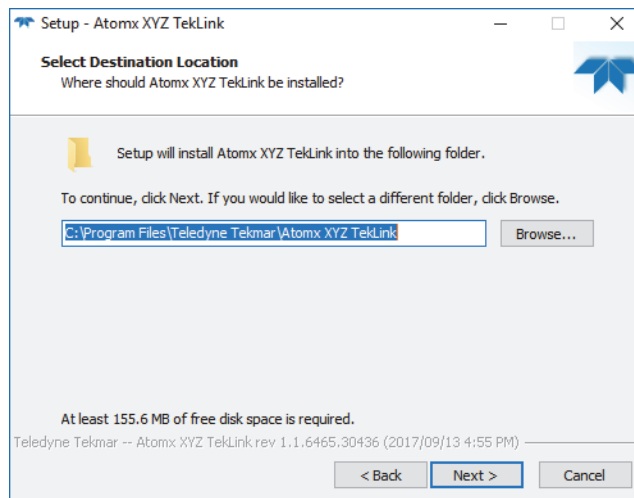 Setup - Atomx XYZ TekLink
Select Destination Location
Where should Atomx XYZ TekLink be installed?
Setup will install Atomx XYZ TekLink into the following folder.
To continue, click Next. If you would like to select a different folder, click Browse.
C:\Program Files\Teledyne Tekmar\Atomx XYZ TekLink
Browse...
At least 155.6 MB of free disk space is required.
Teledyne Tekmar -- Atomx XYZ TekLink rev 1.1.6465.30436 (2017/09/13 4:55 PM)
< Back Next > Cancel